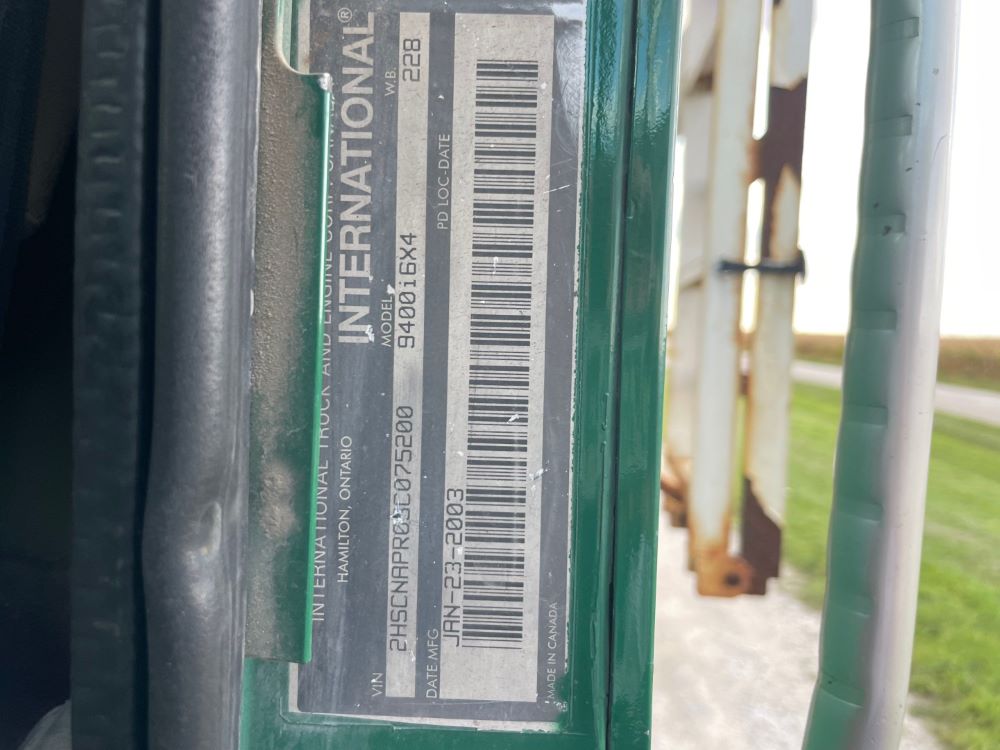 INTERNATIONAL TRUCK AND ENGINE CORP.
HAMILTON, ONTARIO
INTERNATIONAL®
VIN MODEL W.B.
2HSCNAPR03C075200 9400i6X4 228
DATE MFG PD LOC-DATE
JAN-23-2003
MADE IN CANADA